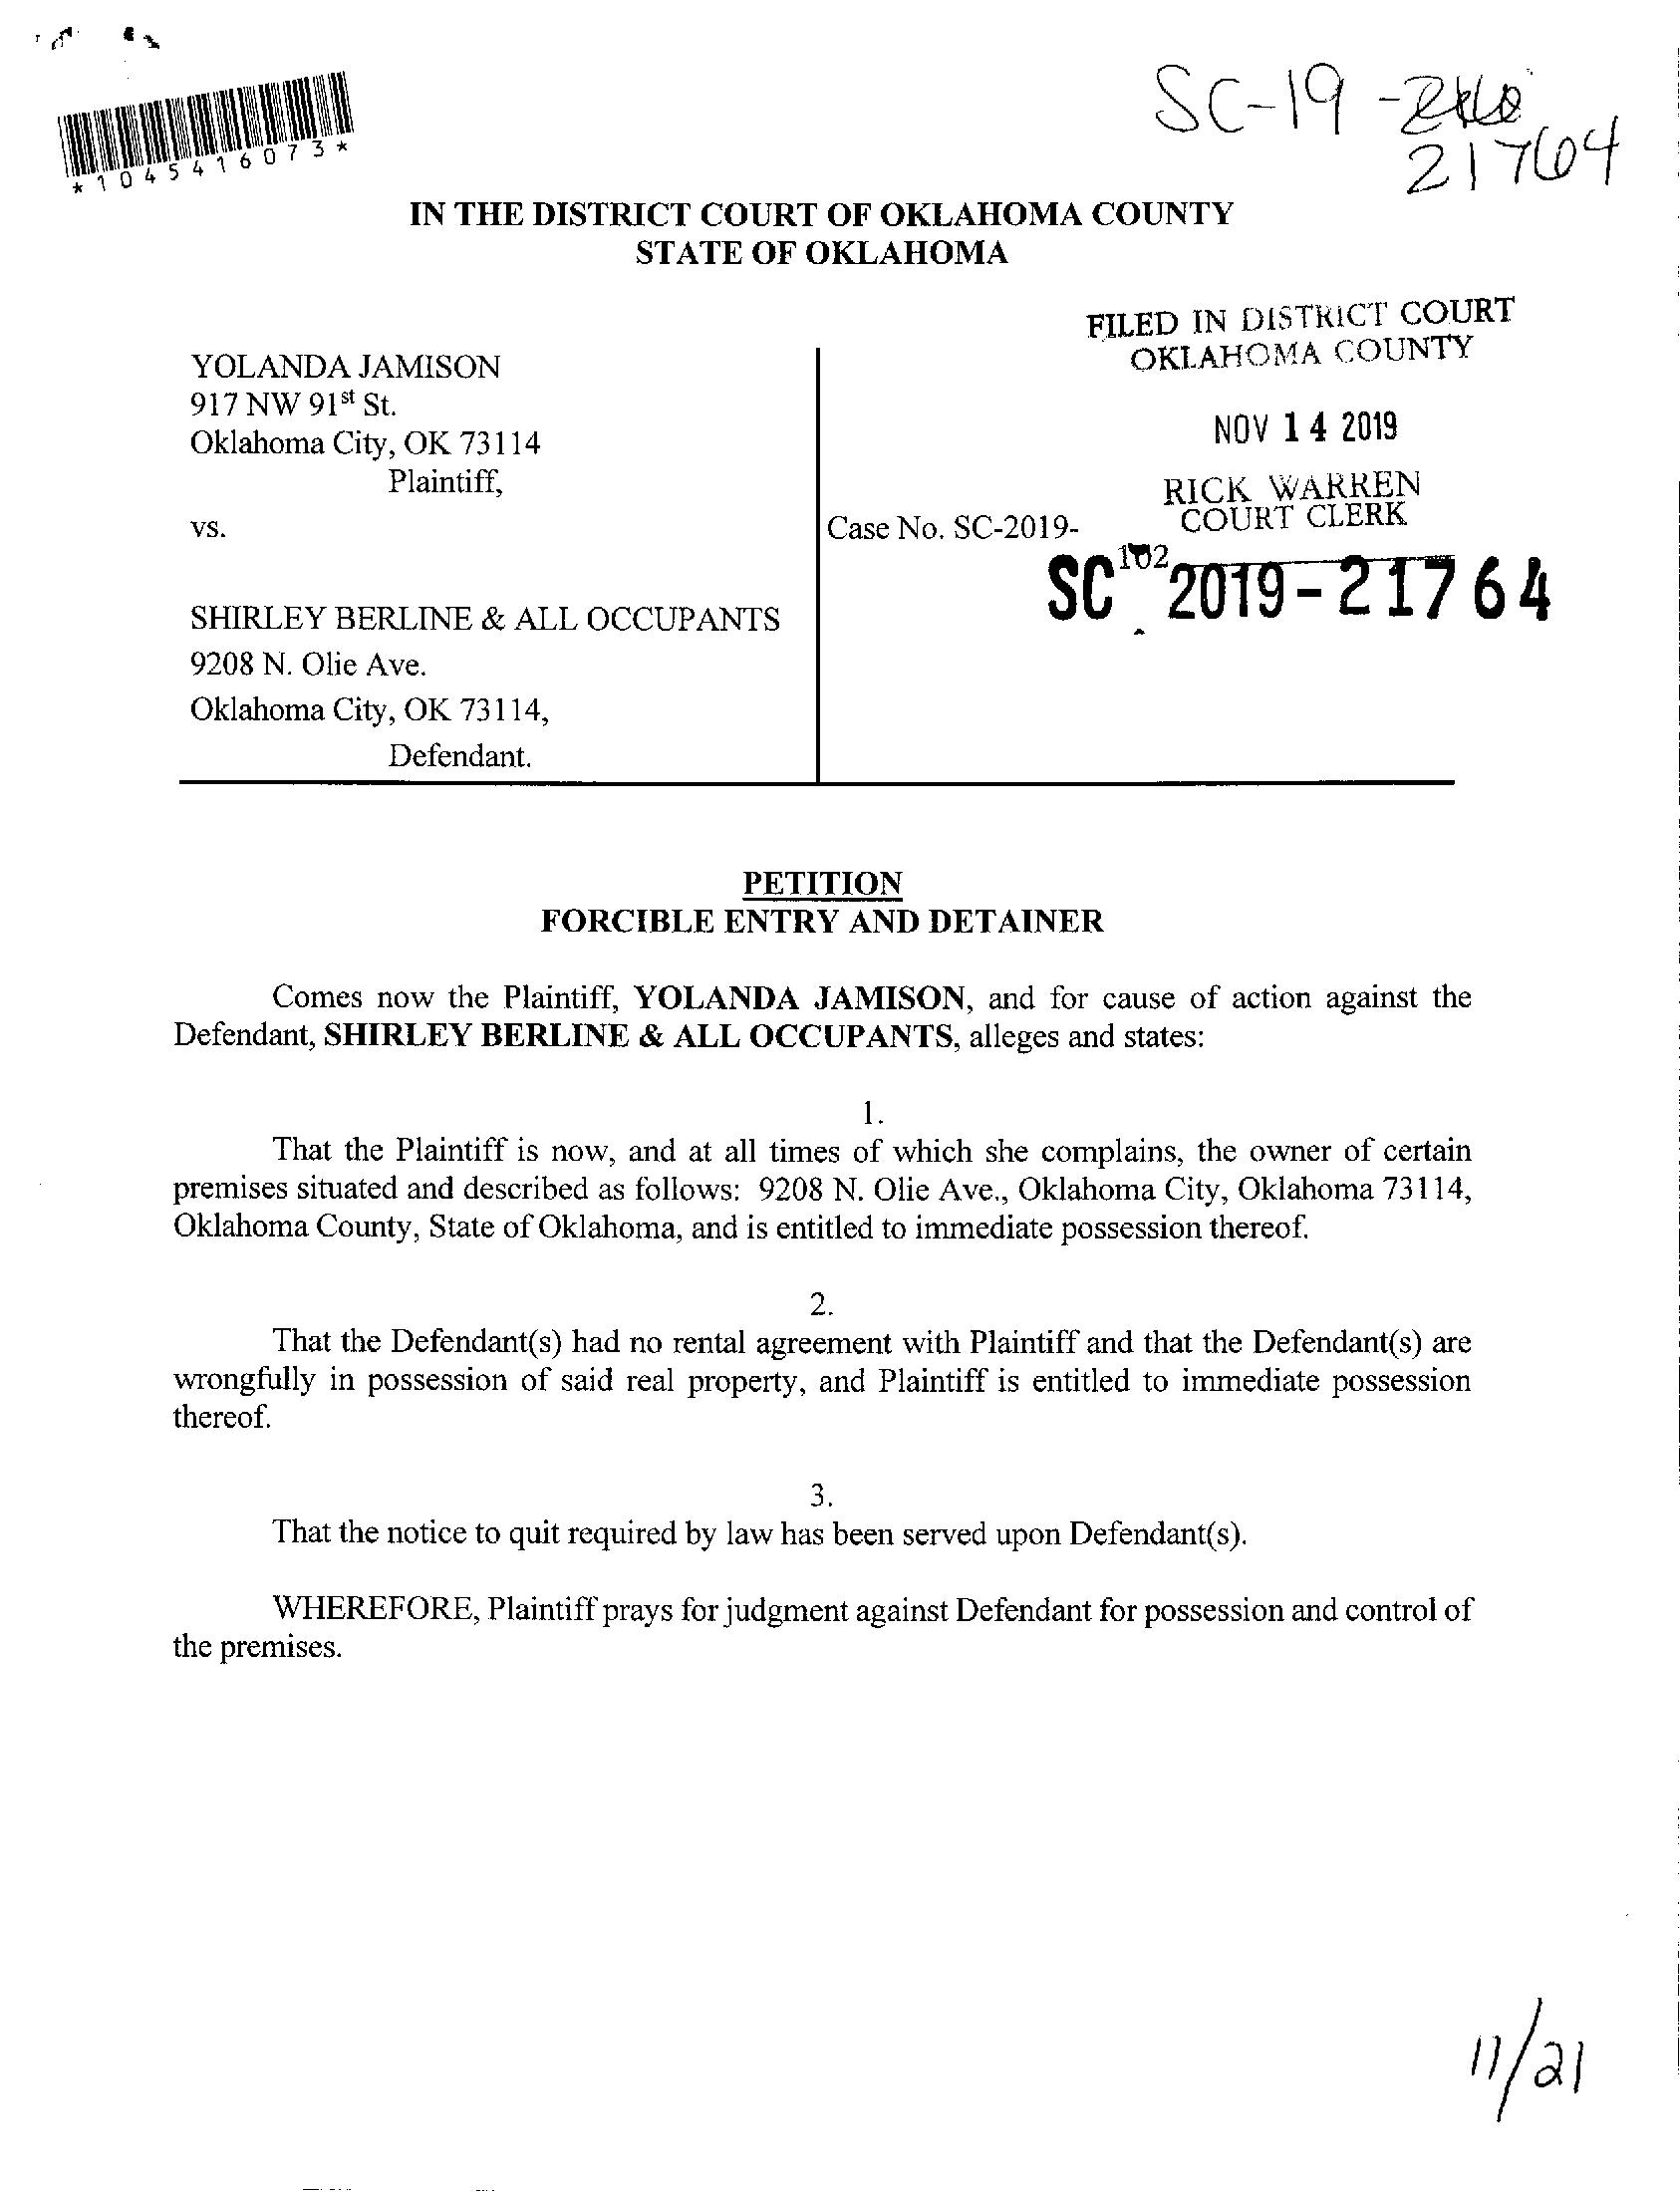 *1045416073*
SC-19-
21764
IN THE DISTRICT COURT OF OKLAHOMA COUNTY
STATE OF OKLAHOMA
FILED IN DISTRICT COURT
OKLAHOMA COUNTY
NOV 14 2019
RICK WARREN
COURT CLERK
YOLANDA JAMISON
917 NW 91st St.
Oklahoma City, OK 73114
Plaintiff,
vs.
Case No. SC-2019-
102
SC 2019-21764
SHIRLEY BERLINE & ALL OCCUPANTS
9208 N. Olie Ave.
Oklahoma City, OK 73114,
Defendant.
PETITION
FORCIBLE ENTRY AND DETAINER
Comes now the Plaintiff, YOLANDA JAMISON, and for cause of action against the
Defendant, SHIRLEY BERLINE & ALL OCCUPANTS, alleges and states:
1.
That the Plaintiff is now, and at all times of which she complains, the owner of certain
premises situated and described as follows: 9208 N. Olie Ave., Oklahoma City, Oklahoma 73114,
Oklahoma County, State of Oklahoma, and is entitled to immediate possession thereof.
2.
That the Defendant(s) had no rental agreement with Plaintiff and that the Defendant(s) are
wrongfully in possession of said real property, and Plaintiff is entitled to immediate possession
thereof.
3.
That the notice to quit required by law has been served upon Defendant(s).
WHEREFORE, Plaintiff prays for judgment against Defendant for possession and control of
the premises.
11/21